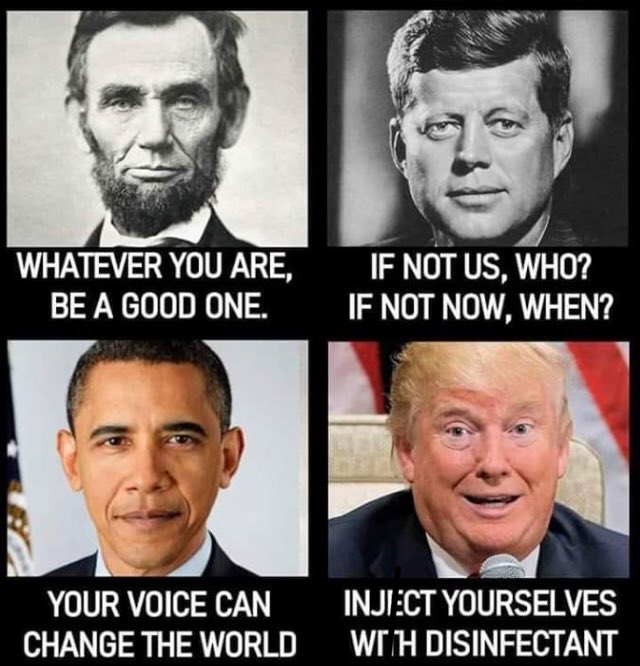 WHATEVER YOU ARE,
BE A GOOD ONE.
IF NOT US, WHO?
IF NOT NOW, WHEN?
YOUR VOICE CAN
CHANGE THE WORLD
INJECT YOURSELVES
WITH DISINFECTANT